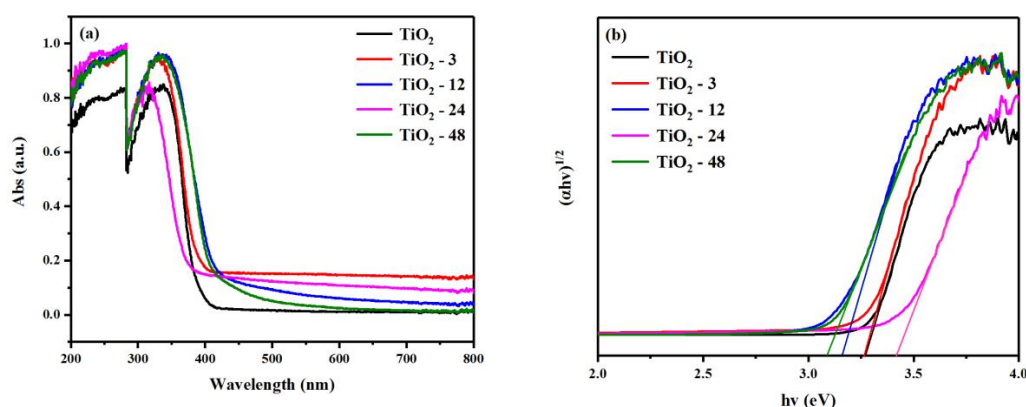 (a)
TiO₂
TiO₂ - 3
TiO₂ - 12
TiO₂ - 24
TiO₂ - 48
Abs (a.u.)
1.0
0.8
0.6
0.4
0.2
0.0
200 300 400 500 600 700 800
Wavelength (nm)
(b)
TiO₂
TiO₂ - 3
TiO₂ - 12
TiO₂ - 24
TiO₂ - 48
(αhν)^1/2
2.0 2.5 3.0 3.5 4.0
hν (eV)